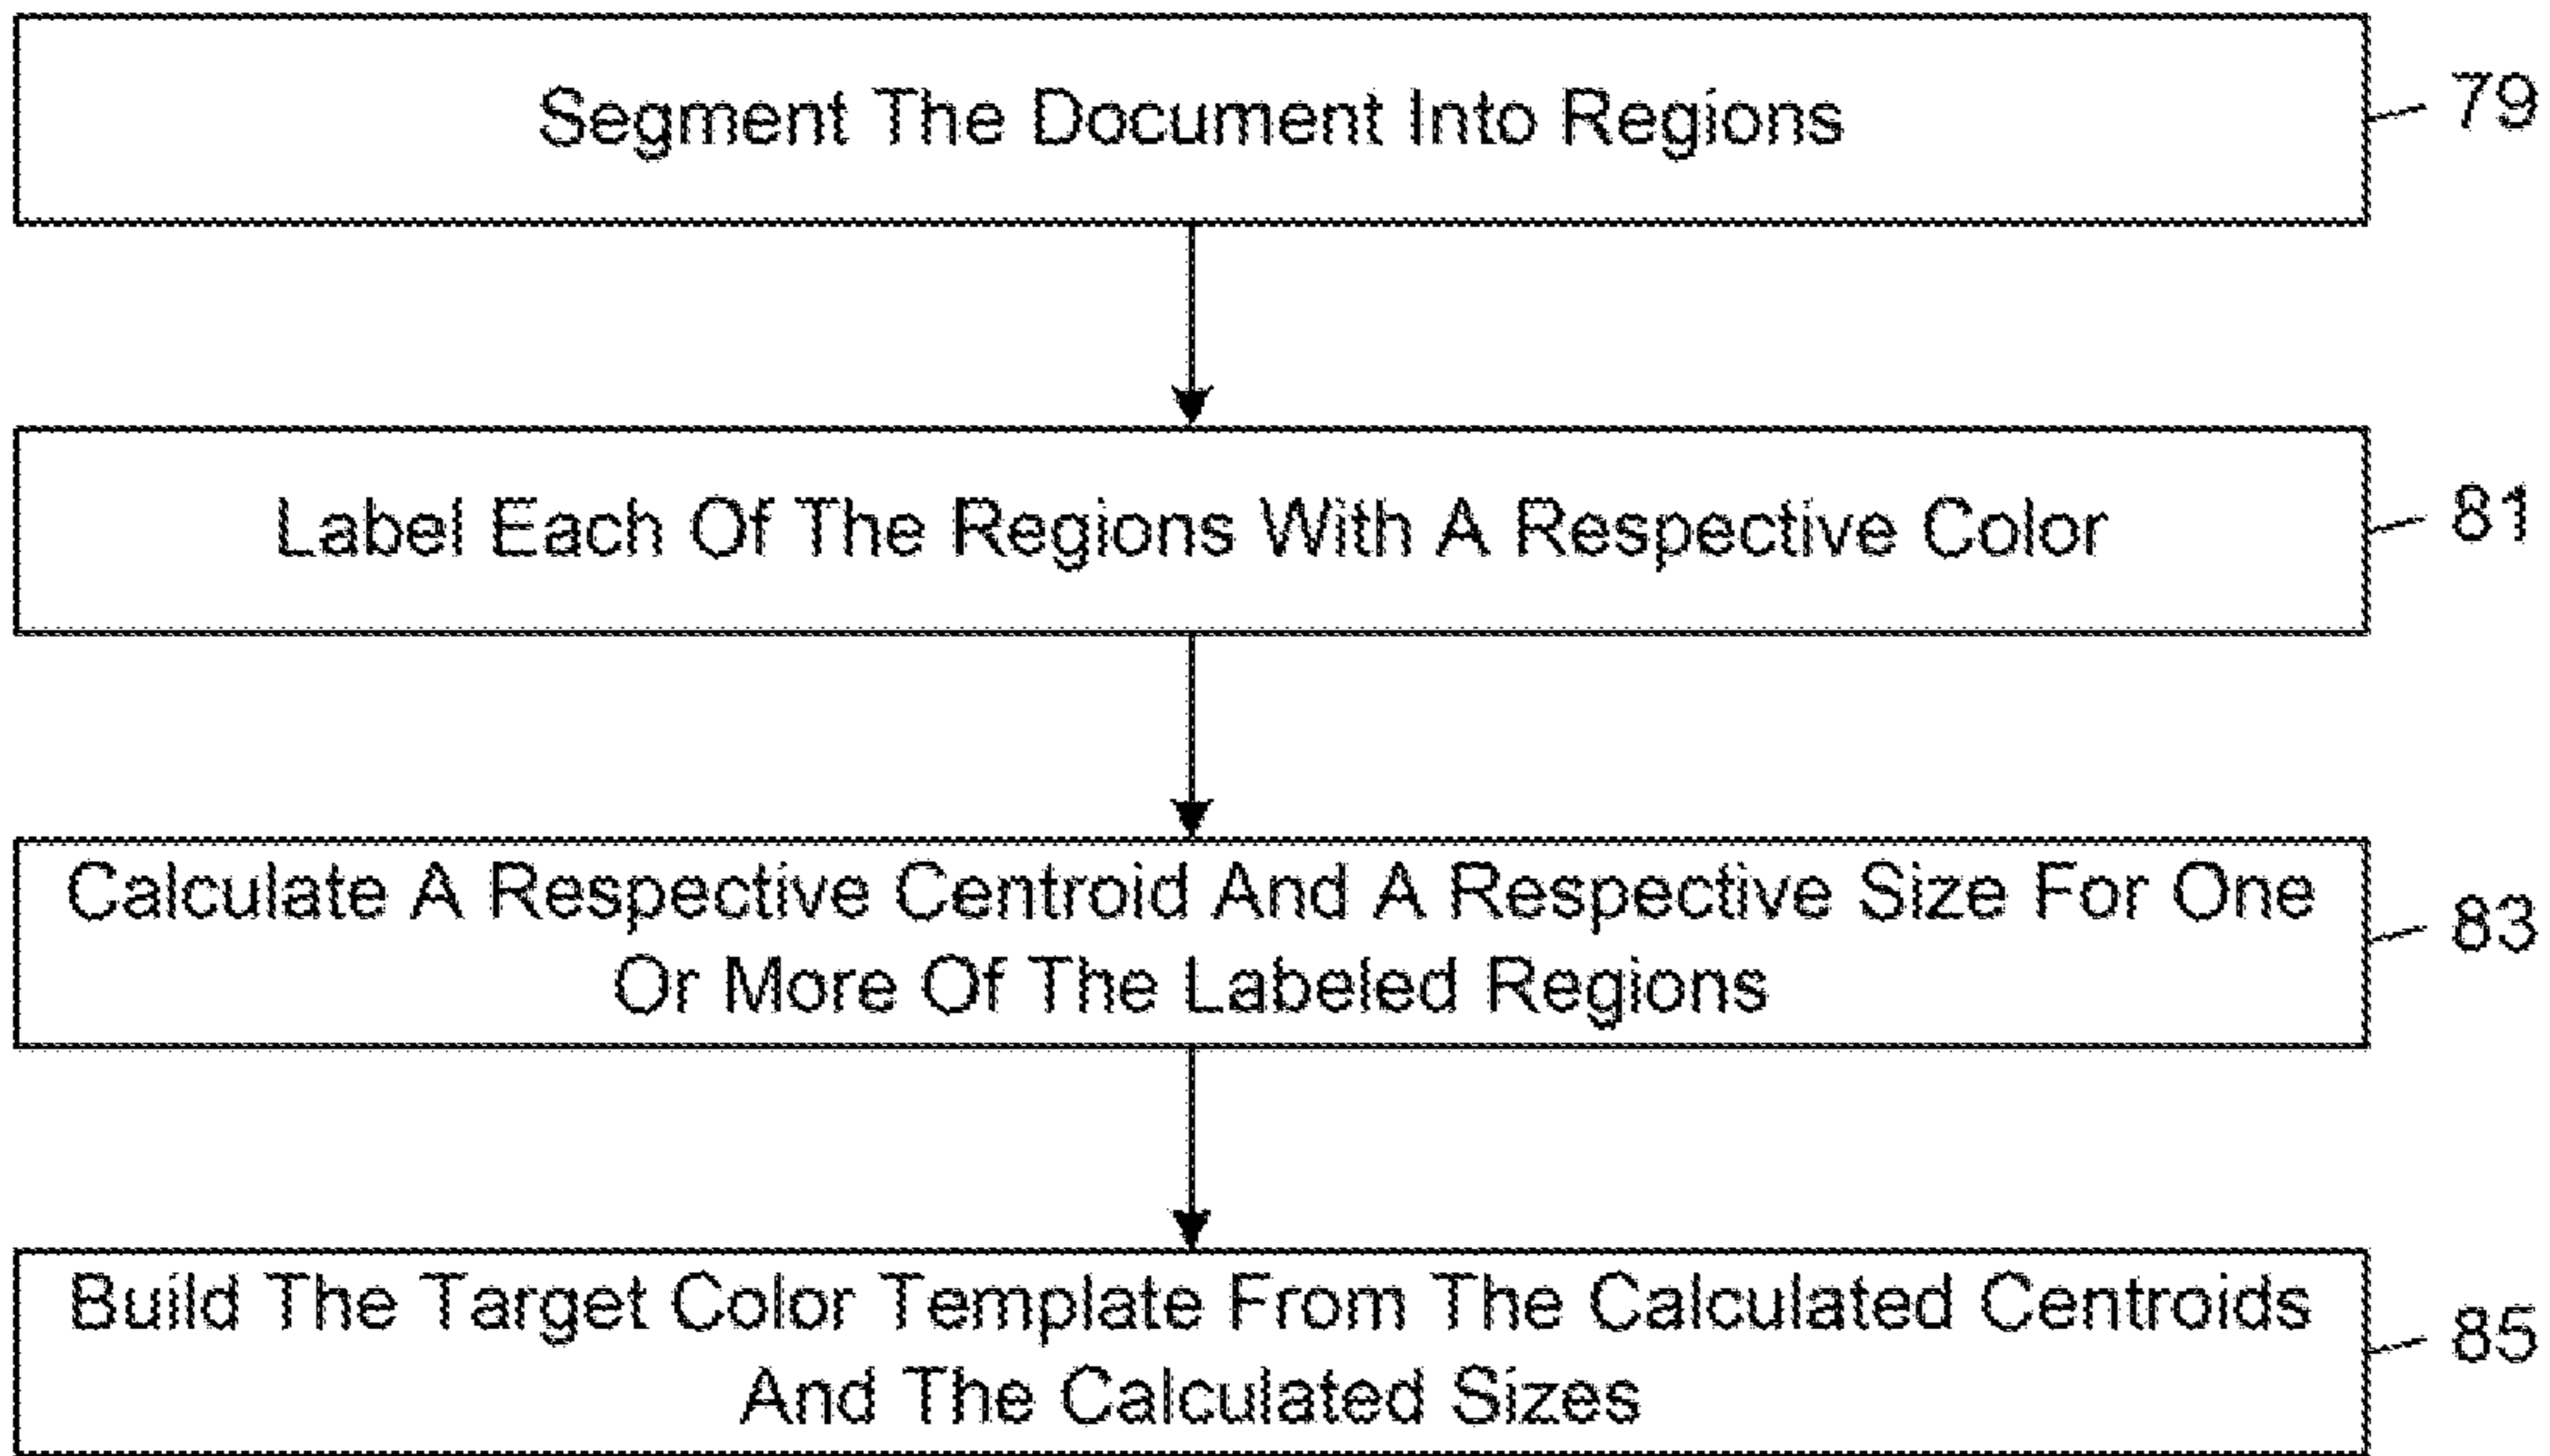 Segment The Document Into Regions
79
Label Each Of The Regions With A Respective Color
81
Calculate A Respective Centroid And A Respective Size For One
Or More Of The Labeled Regions
83
Build The Target Color Template From The Calculated Centroids
And The Calculated Sizes
85